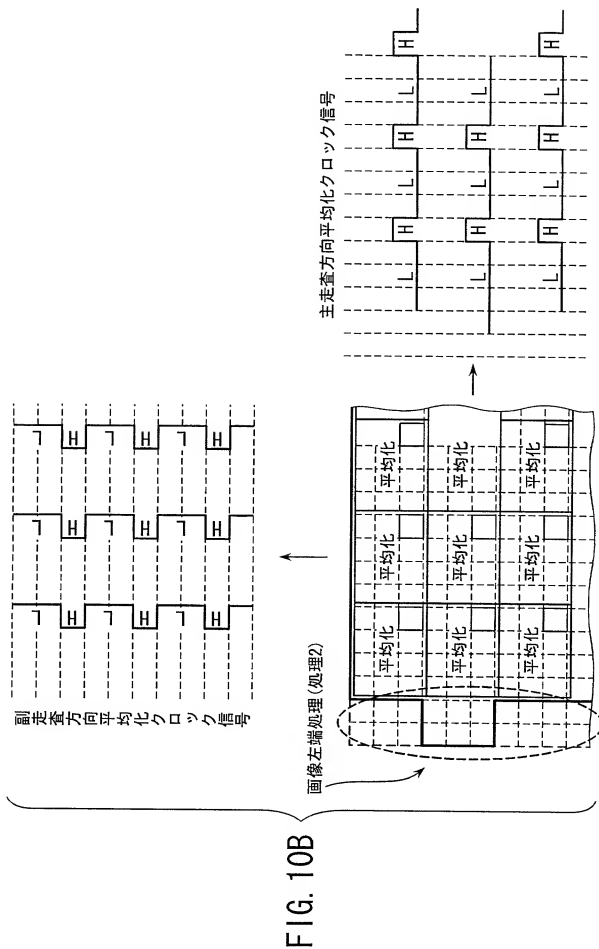 FIG. 10B
副走査方向平均化クロック信号
L H L H L H
L H L H L H
L H L H L H
画像左端処理(処理2)
平均化 平均化 平均化
平均化 平均化 平均化
平均化 平均化 平均化
主走査方向平均化クロック信号
L H L H L H
L H L H L
L H L H L H